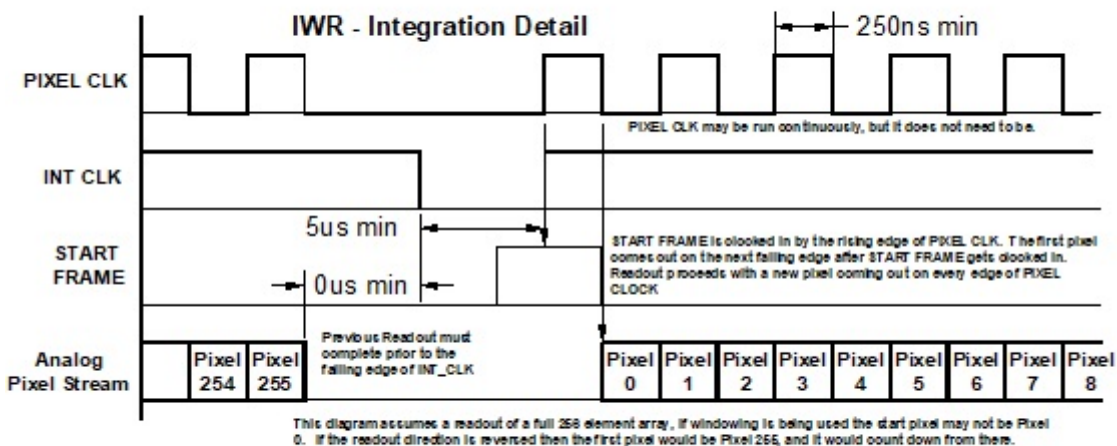 IWR - Integration Detail
250ns min
PIXEL CLK
PIXEL CLK may be run continuously, but it does not need to be.
INT CLK
5us min
START
FRAME
START FRAME is clocked in by the rising edge of PIXEL CLK. The first pixel
comes out on the next falling edge after START FRAME gets clocked in.
Readout proceeds with a new pixel coming out on every edge of PIXEL
CLOCK
0us min
Previous Readout must
complete prior to the
falling edge of INT_CLK
Analog
Pixel Stream
Pixel 254
Pixel 255
Pixel 0
Pixel 1
Pixel 2
Pixel 3
Pixel 4
Pixel 5
Pixel 6
Pixel 7
Pixel 8
This diagram assumes a readout of a full 256 element array, if windowing is being used the start pixel may not be Pixel
0. If the readout direction is reversed then the first pixel would be Pixel 255, and it would count down from there.